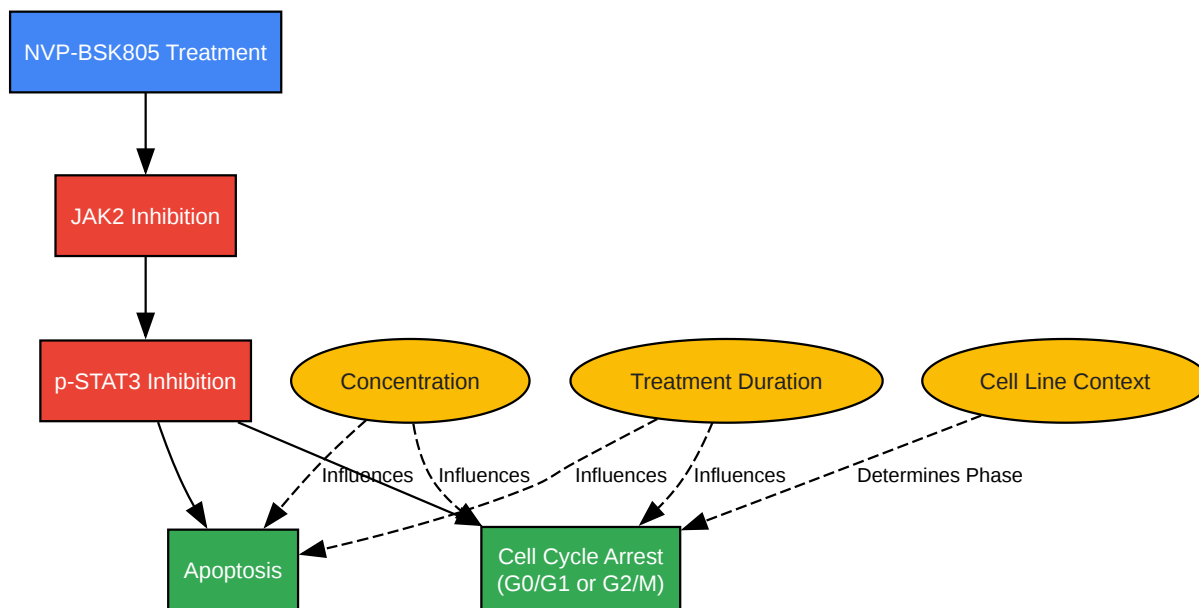 NVP-BSK805 Treatment
JAK2 Inhibition
p-STAT3 Inhibition
Concentration
Treatment Duration
Cell Line Context
Influences
Influences
Influences
Influences
Determines Phase
Apoptosis
Cell Cycle Arrest
(G0/G1 or G2/M)